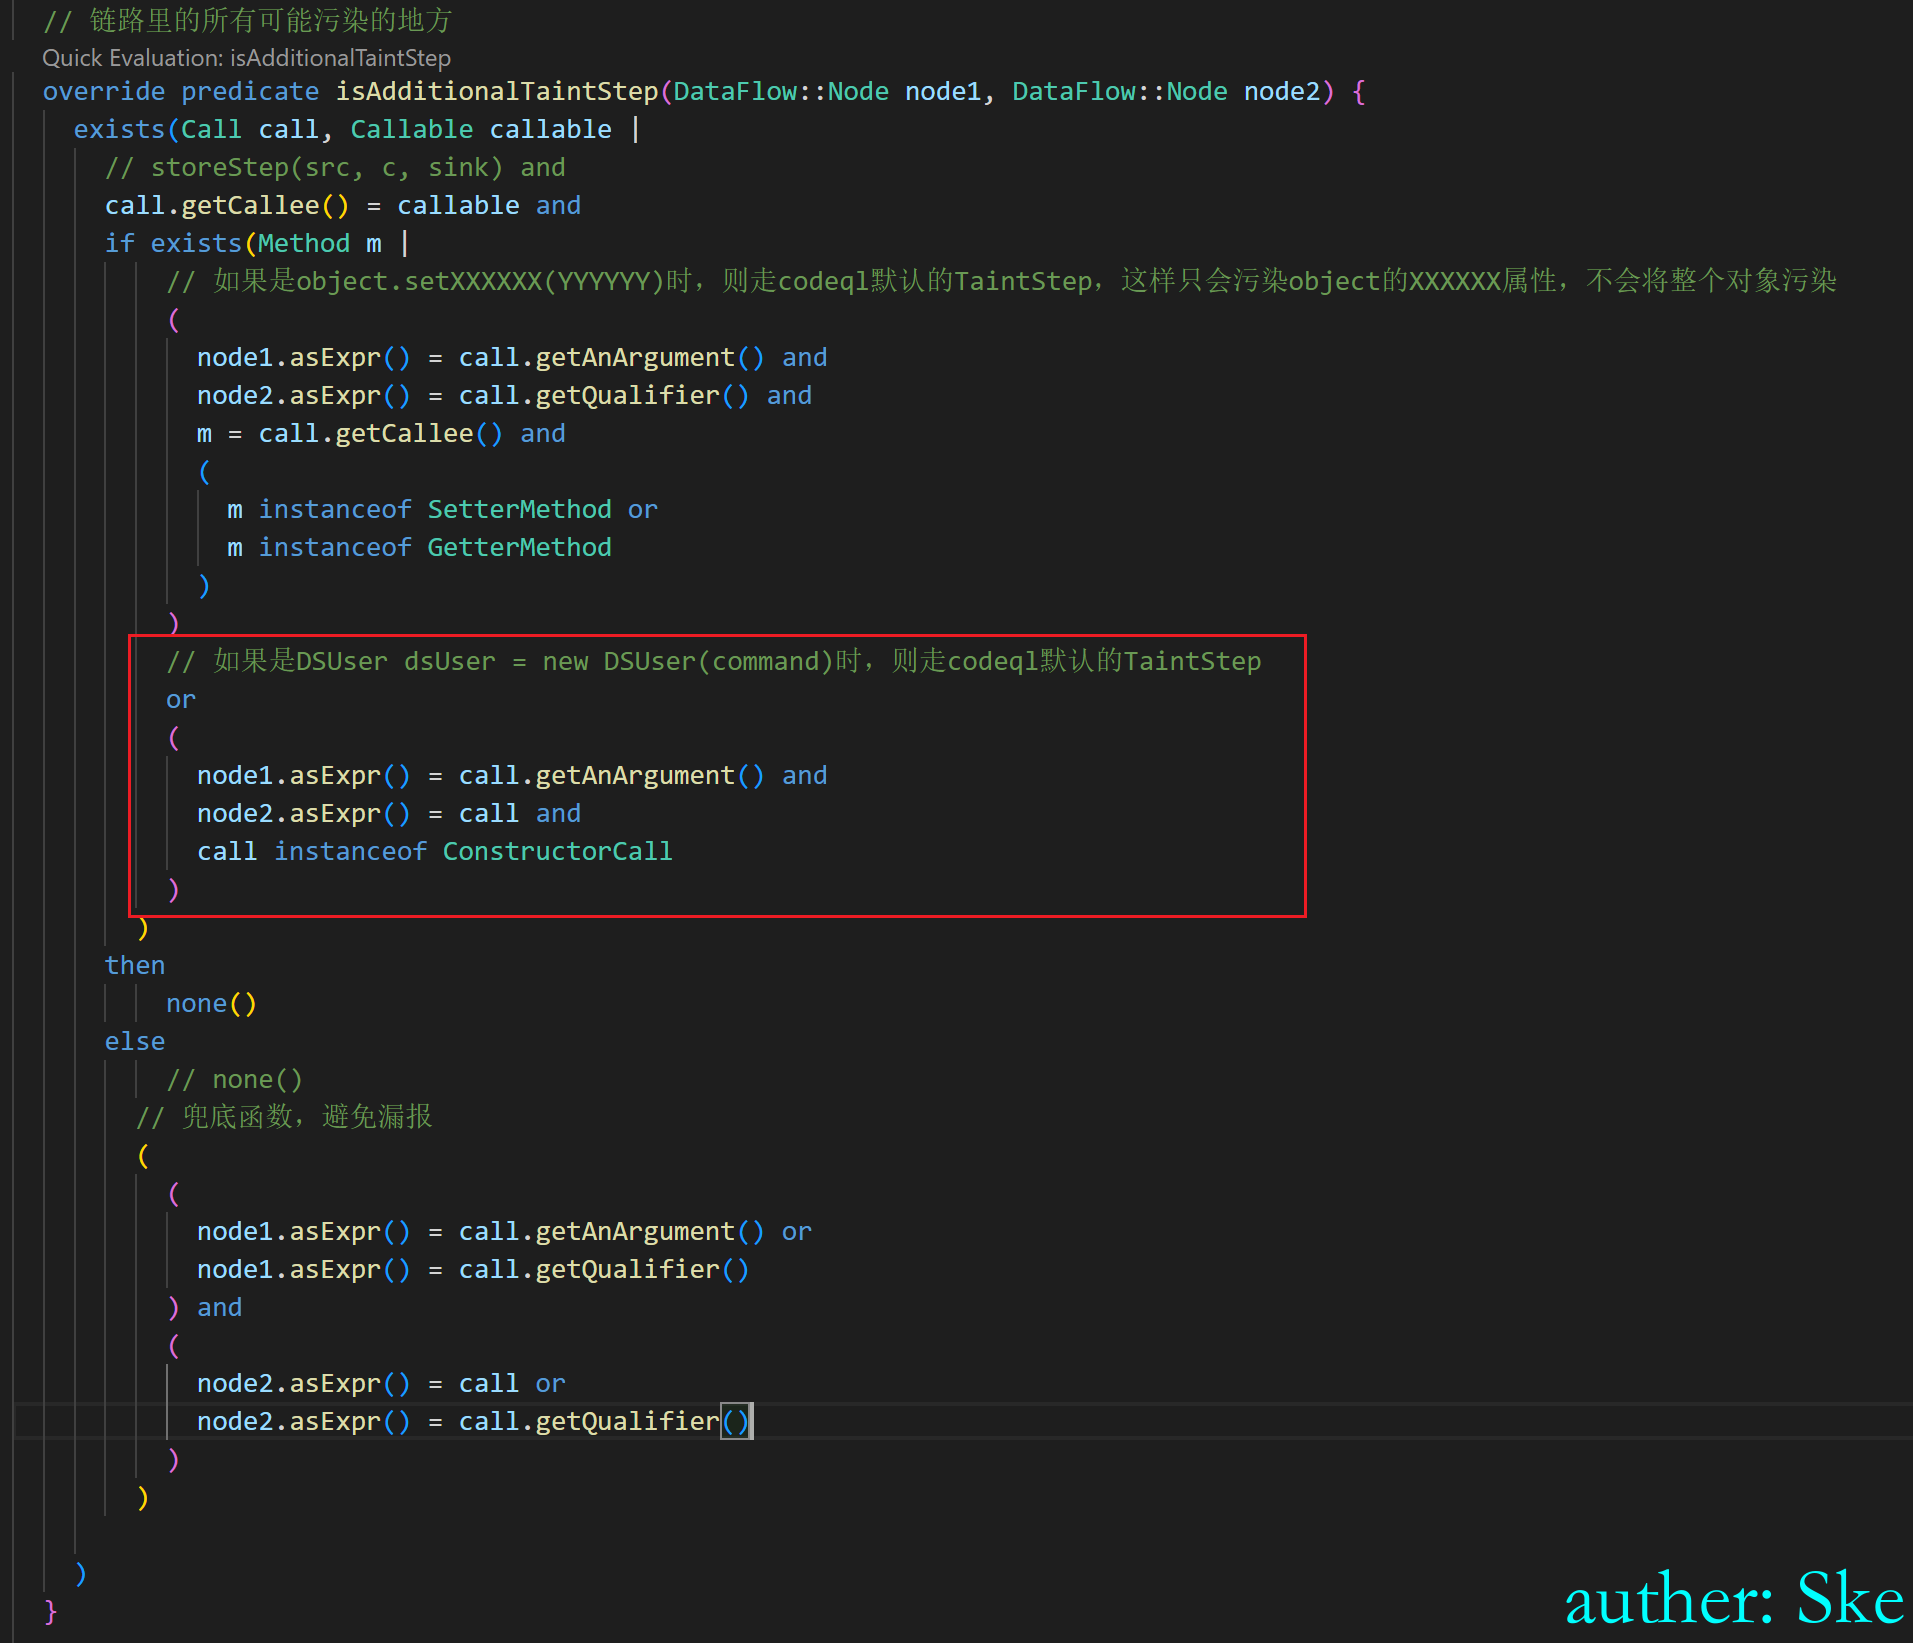 // 链路里的所有可能污染的地方
Quick Evaluation: isAdditionalTaintStep
override predicate isAdditionalTaintStep(DataFlow::Node node1, DataFlow::Node node2) {
exists(Call call, Callable callable |
// storeStep(src, c, sink) and
call.getCallee() = callable and
if exists(Method m |
// 如果是object.setXXXXXX(YYYYYY)时，则走codeql默认的TaintStep，这样只会污染object的XXXXXX属性，不会将整个对象污染
(
node1.asExpr() = call.getAnArgument() and
node2.asExpr() = call.getQualifier() and
m = call.getCallee() and
(
m instanceof SetterMethod or
m instanceof GetterMethod
)
)
// 如果是DSUser dsUser = new DSUser(command)时，则走codeql默认的TaintStep
or
(
node1.asExpr() = call.getAnArgument() and
node2.asExpr() = call and
call instanceof ConstructorCall
)
)
then
none()
else
// none()
// 兜底函数，避免漏报
(
(
node1.asExpr() = call.getAnArgument() or
node1.asExpr() = call.getQualifier()
) and
(
node2.asExpr() = call or
node2.asExpr() = call.getQualifier()
)
)
)
}
auther: Ske